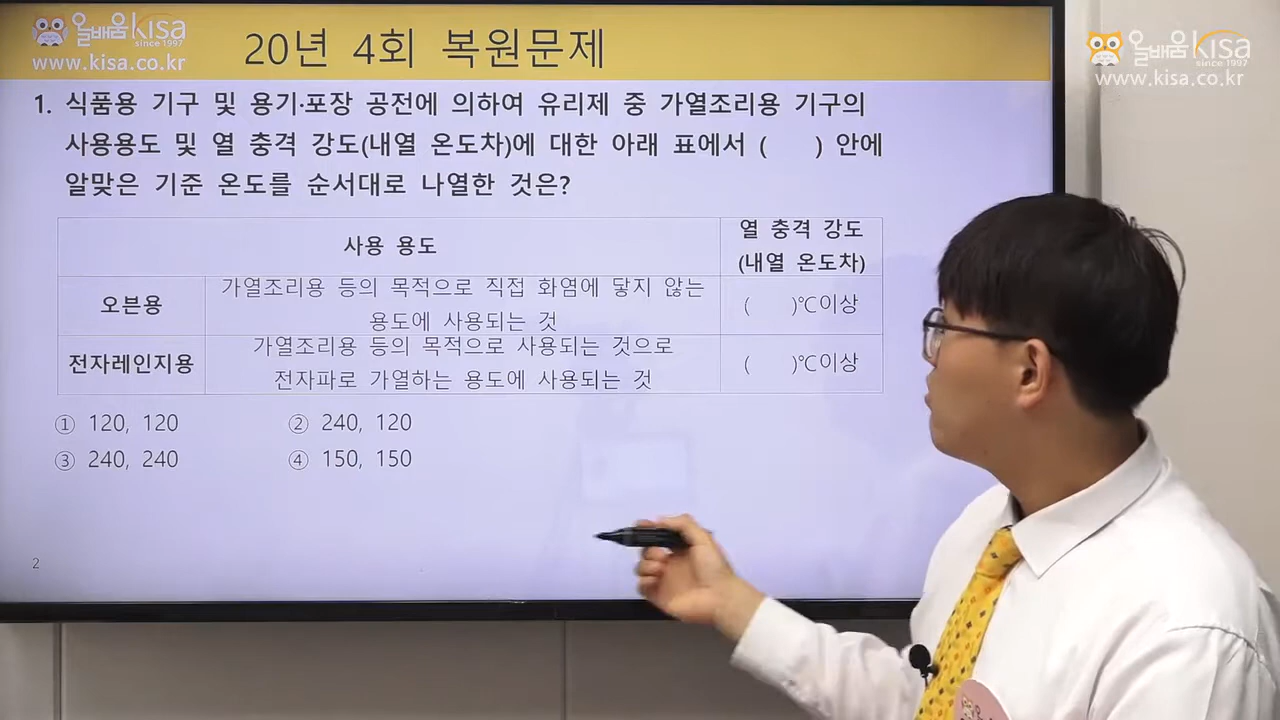 올배움kisa
since 1997
www.kisa.co.kr
20년 4회 복원문제
올배움kisa
since 1997
www.kisa.co.kr
1. 식품용 기구 및 용기·포장 공전에 의하여 유리제 중 가열조리용 기구의
사용용도 및 열 충격 강도(내열 온도차)에 대한 아래 표에서 (    ) 안에
알맞은 기준 온도를 순서대로 나열한 것은?
사용 용도
열 충격 강도
(내열 온도차)
오븐용
가열조리용 등의 목적으로 직접 화염에 닿지 않는
용도에 사용되는 것
(    )℃이상
전자레인지용
가열조리용 등의 목적으로 사용되는 것으로
전자파로 가열하는 용도에 사용되는 것
(    )℃이상
① 120, 120 ② 240, 120
③ 240, 240 ④ 150, 150
2